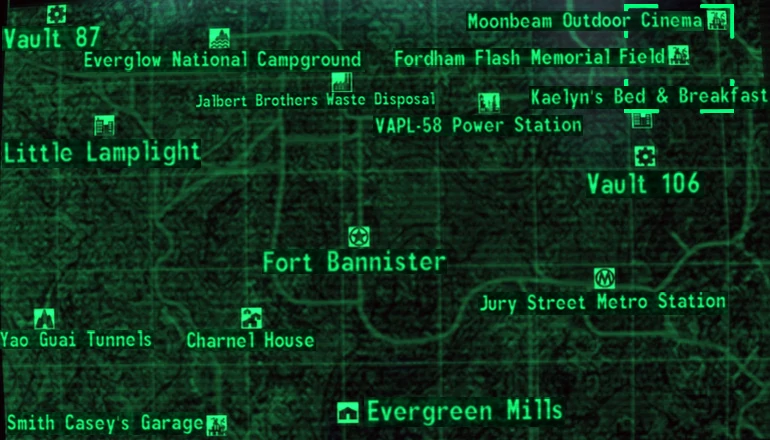 Moonbeam Outdoor Cinema
Vault 87
Everglow National Campground
Fordham Flash Memorial Field
Jalbert Brothers Waste Disposal
Kaelyn's Bed & Breakfast
VAPL-58 Power Station
Little Lamplight
Vault 106
Fort Bannister
Jury Street Metro Station
Yao Guai Tunnels
Charnel House
Evergreen Mills
Smith Casey's Garage